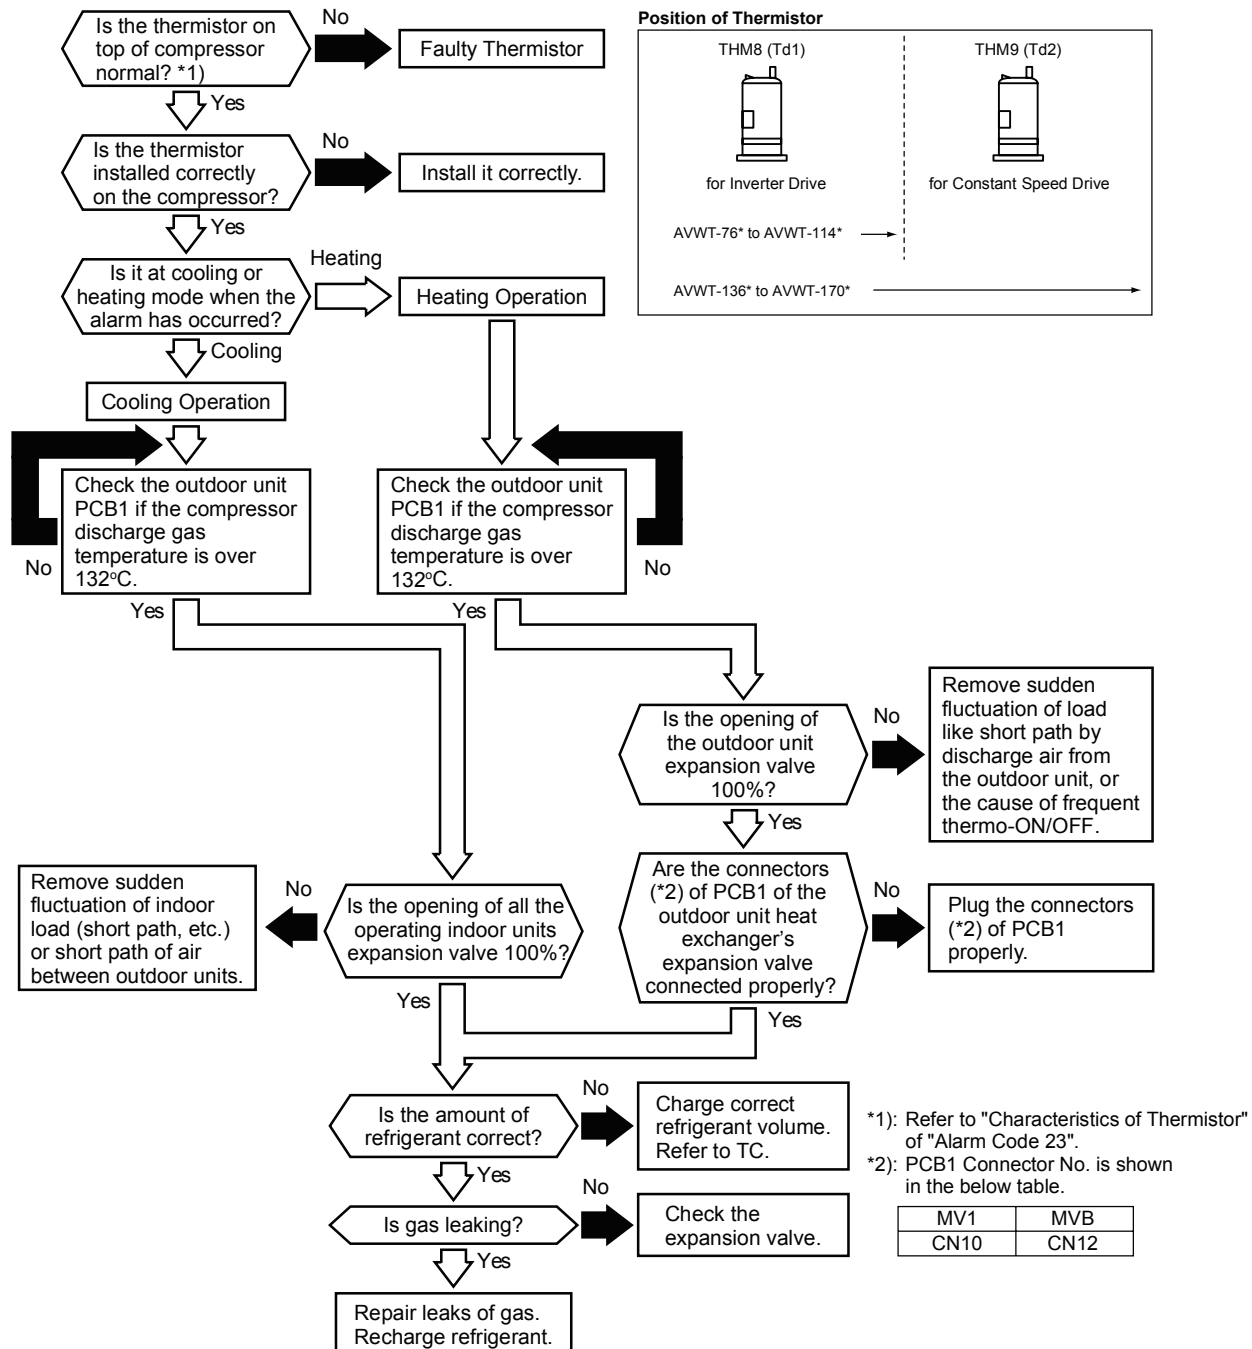 Is the thermistor on
top of compressor
normal? *1)
No
Faulty Thermistor
Yes
Is the thermistor
installed correctly
on the compressor?
No
Install it correctly.
Yes
Is it at cooling or
heating mode when the
alarm has occurred?
Heating
Heating Operation
Cooling
Cooling Operation
Position of Thermistor
THM8 (Td1)
THM9 (Td2)
for Inverter Drive
for Constant Speed Drive
AVWT-76* to AVWT-114*
AVWT-136* to AVWT-170*
Check the outdoor unit
PCB1 if the compressor
discharge gas
temperature is over
132°C.
No
Yes
Check the outdoor unit
PCB1 if the compressor
discharge gas
temperature is over
132°C.
No
Yes
Is the opening of
the outdoor unit
expansion valve
100%?
No
Remove sudden
fluctuation of load
like short path by
discharge air from
the outdoor unit, or
the cause of frequent
thermo-ON/OFF.
Yes
Remove sudden
fluctuation of indoor
load (short path, etc.)
or short path of air
between outdoor units.
No
Is the opening of all the
operating indoor units
expansion valve 100%?
Yes
Are the connectors
(*2) of PCB1 of the
outdoor unit heat
exchanger's
expansion valve
connected properly?
No
Plug the connectors
(*2) of PCB1
properly.
Yes
Is the amount of
refrigerant correct?
No
Charge correct
refrigerant volume.
Refer to TC.
Yes
Is gas leaking?
No
Check the
expansion valve.
Yes
Repair leaks of gas.
Recharge refrigerant.
*1): Refer to "Characteristics of Thermistor"
of "Alarm Code 23".
*2): PCB1 Connector No. is shown
in the below table.
MV1 MVB
CN10 CN12